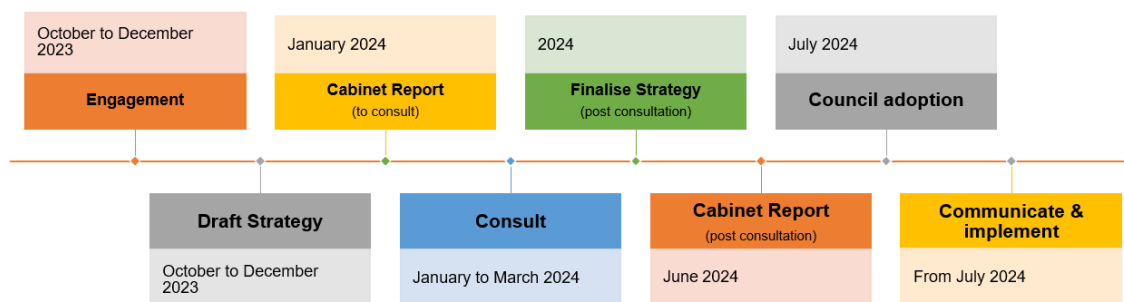 October to December
2023
Engagement
January 2024
Cabinet Report
(to consult)
2024
Finalise Strategy
(post consultation)
July 2024
Council adoption
Draft Strategy
October to December
2023
Consult
January to March 2024
Cabinet Report
(post consultation)
June 2024
Communicate &
implement
From July 2024